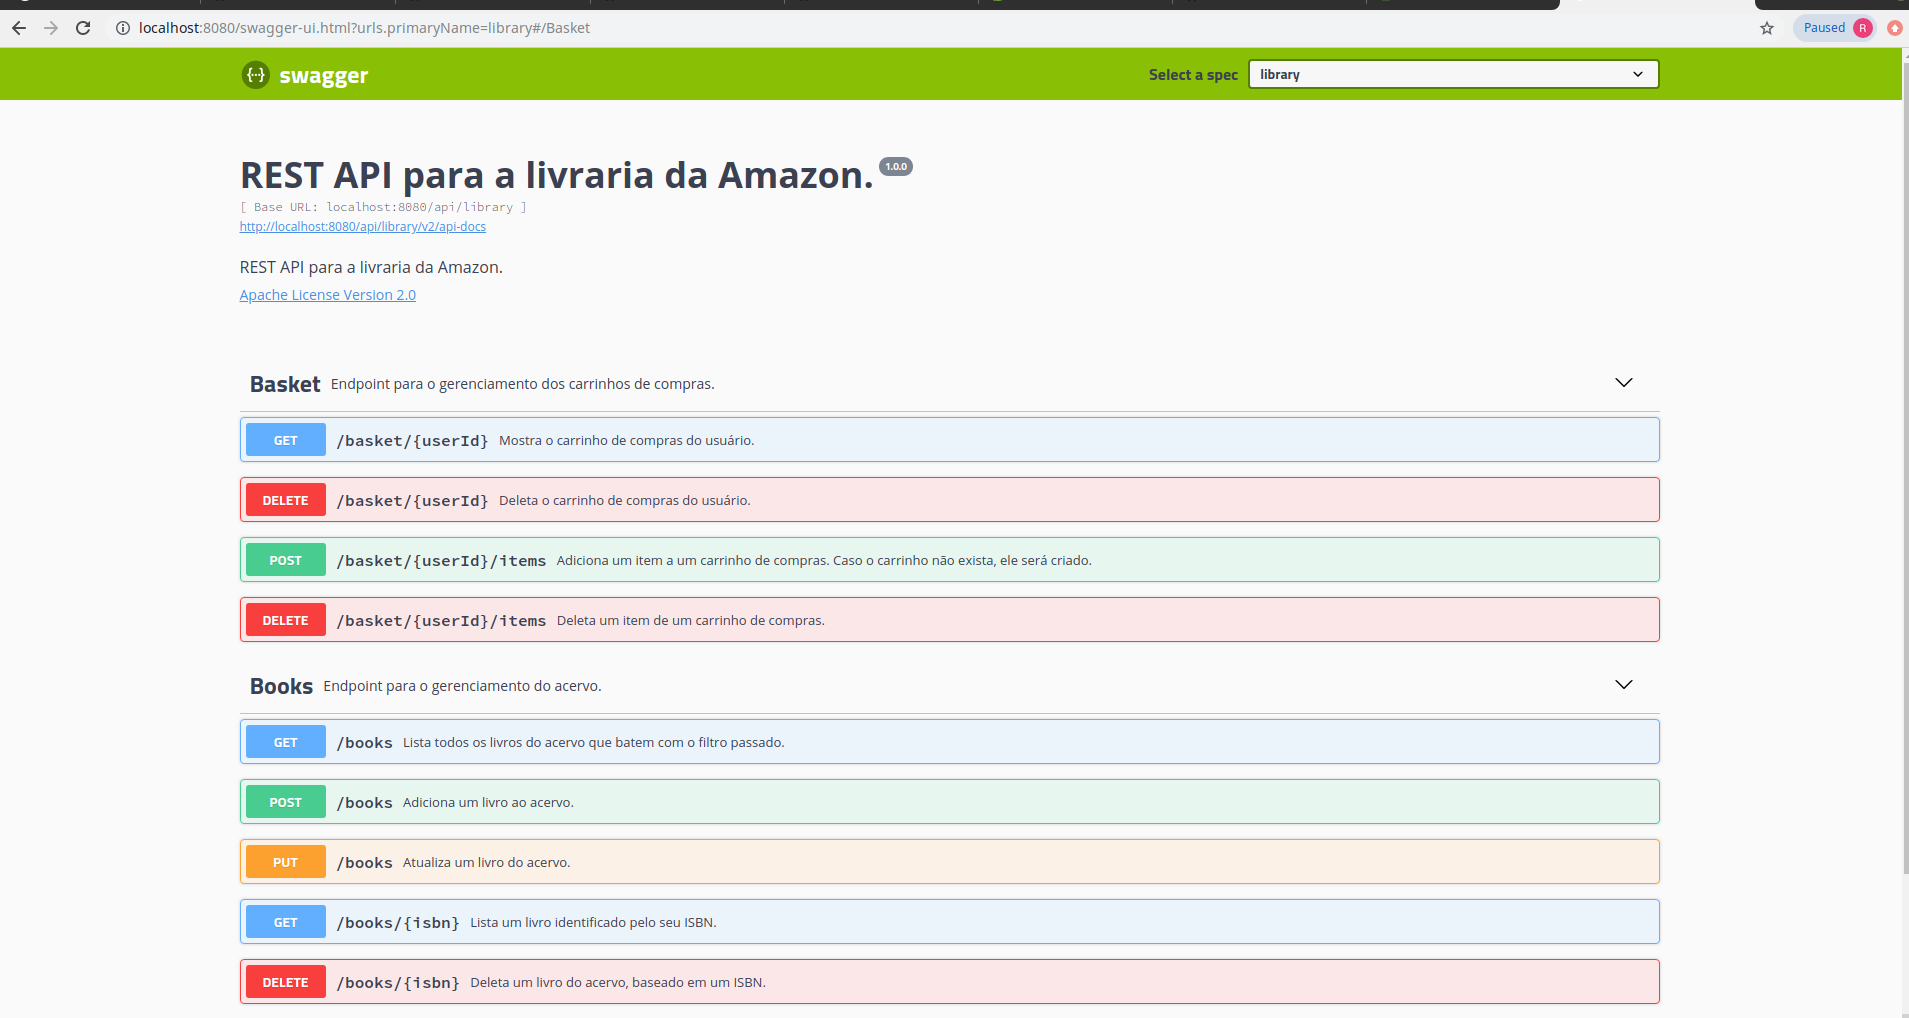 localhost:8080/swagger-ui.html?urls.primaryName=library#/Basket
Paused R
{··} swagger
Select a spec library
REST API para a livraria da Amazon. 1.0.0
[ Base URL: localhost:8080/api/library ]
http://localhost:8080/api/library/v2/api-docs
REST API para a livraria da Amazon.
Apache License Version 2.0
Basket Endpoint para o gerenciamento dos carrinhos de compras.
GET /basket/{userId} Mostra o carrinho de compras do usuário.
DELETE /basket/{userId} Deleta o carrinho de compras do usuário.
POST /basket/{userId}/items Adiciona um item a um carrinho de compras. Caso o carrinho não exista, ele será criado.
DELETE /basket/{userId}/items Deleta um item de um carrinho de compras.
Books Endpoint para o gerenciamento do acervo.
GET /books Lista todos os livros do acervo que batem com o filtro passado.
POST /books Adiciona um livro ao acervo.
PUT /books Atualiza um livro do acervo.
GET /books/{isbn} Lista um livro identificado pelo seu ISBN.
DELETE /books/{isbn} Deleta um livro do acervo, baseado em um ISBN.